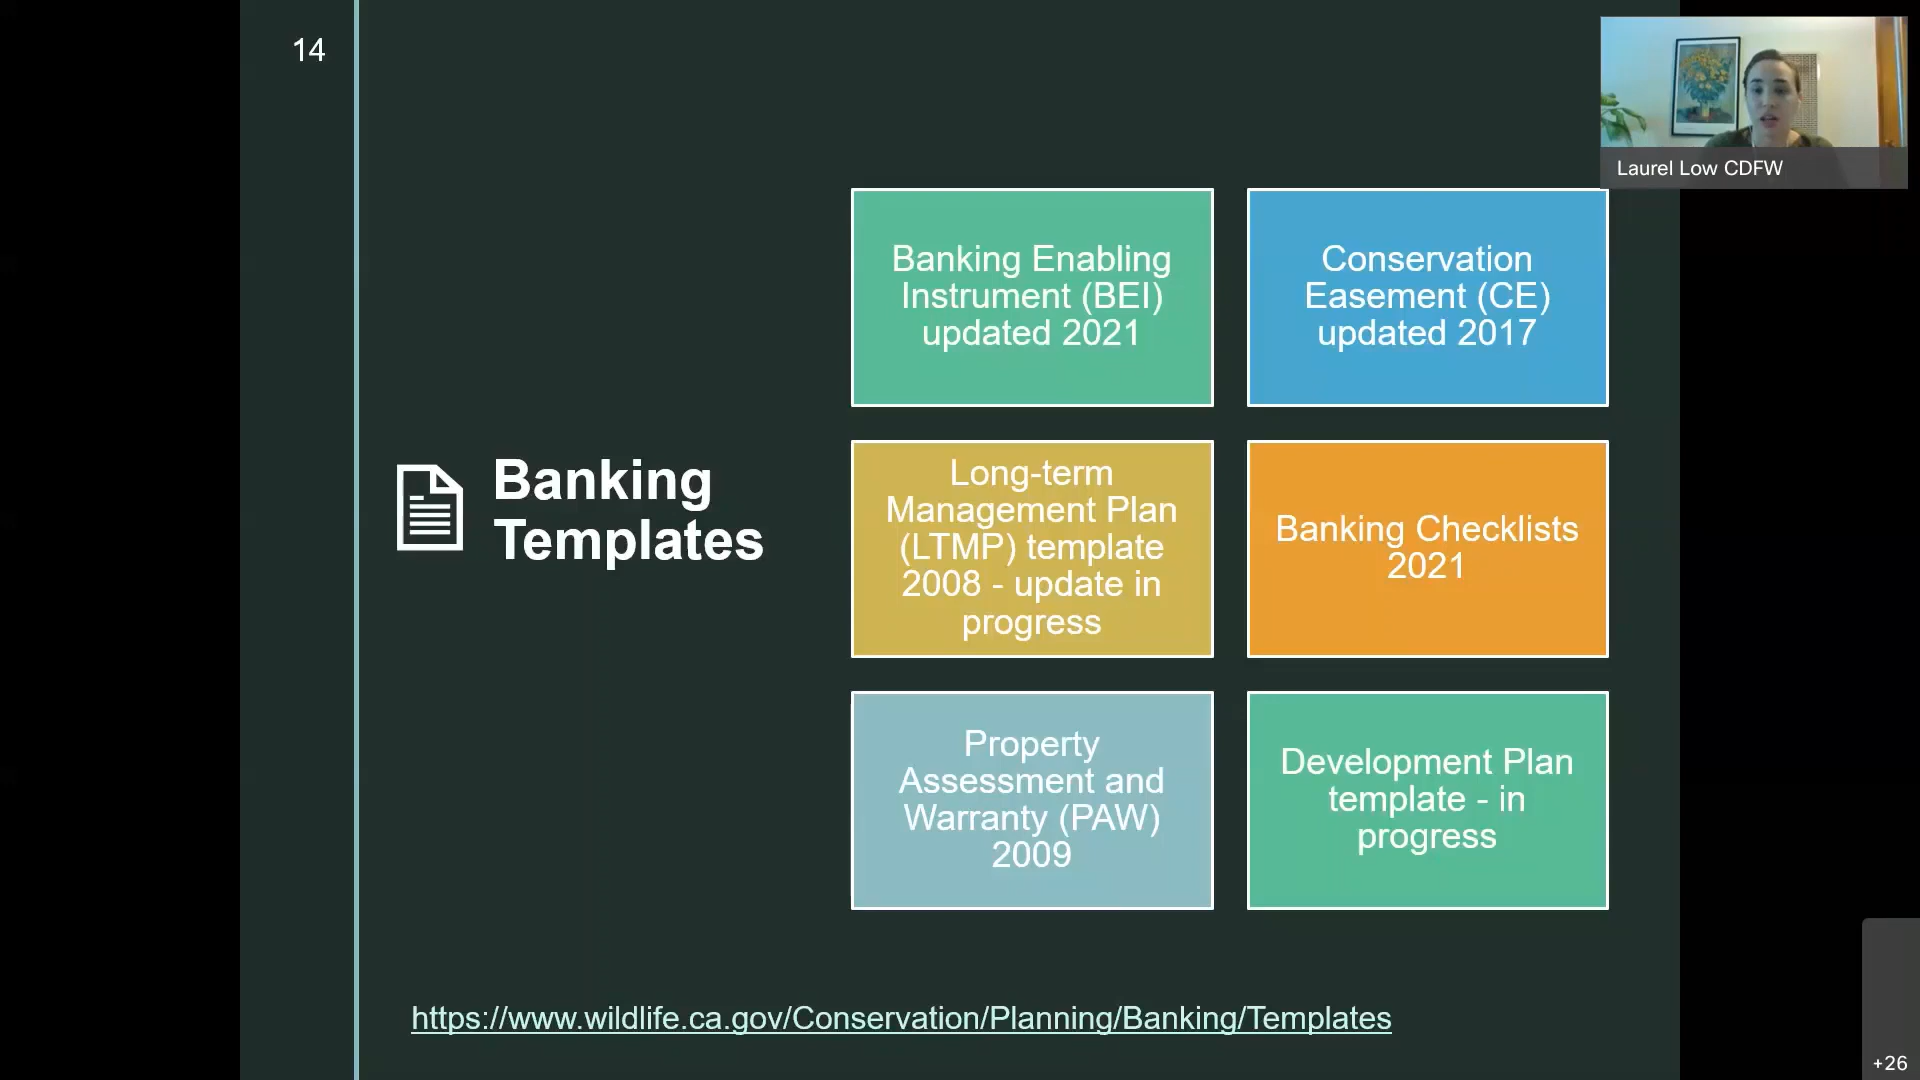 14
Laurel Low CDFW
Banking Enabling
Instrument (BEI)
updated 2021
Conservation
Easement (CE)
updated 2017
Banking
Templates
Long-term
Management Plan
(LTMP) template
2008 - update in
progress
Banking Checklists
2021
Property
Assessment and
Warranty (PAW)
2009
Development Plan
template - in
progress
https://www.wildlife.ca.gov/Conservation/Planning/Banking/Templates
+26